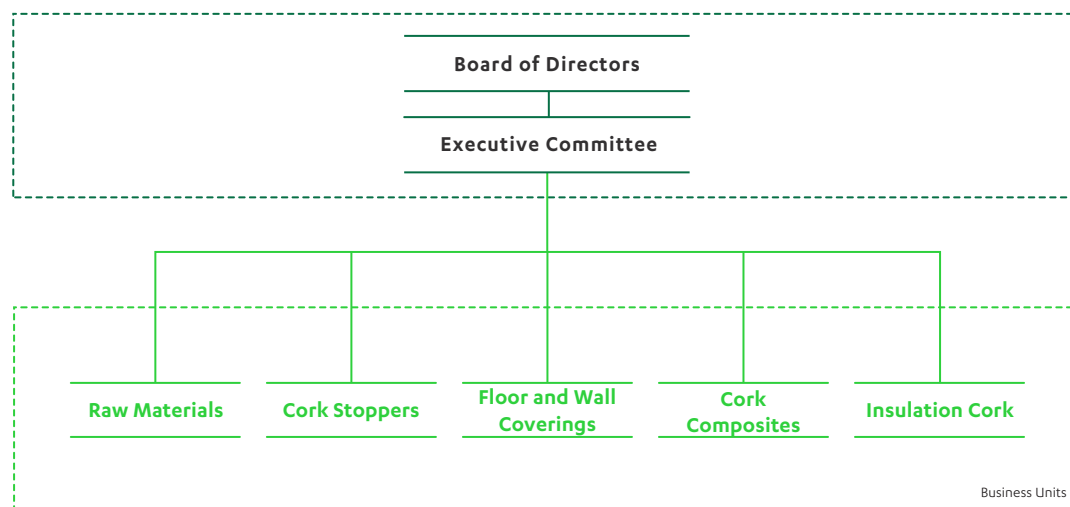 Board of Directors
Executive Committee
Raw Materials
Cork Stoppers
Floor and Wall
Coverings
Cork
Composites
Insulation Cork
Business Units